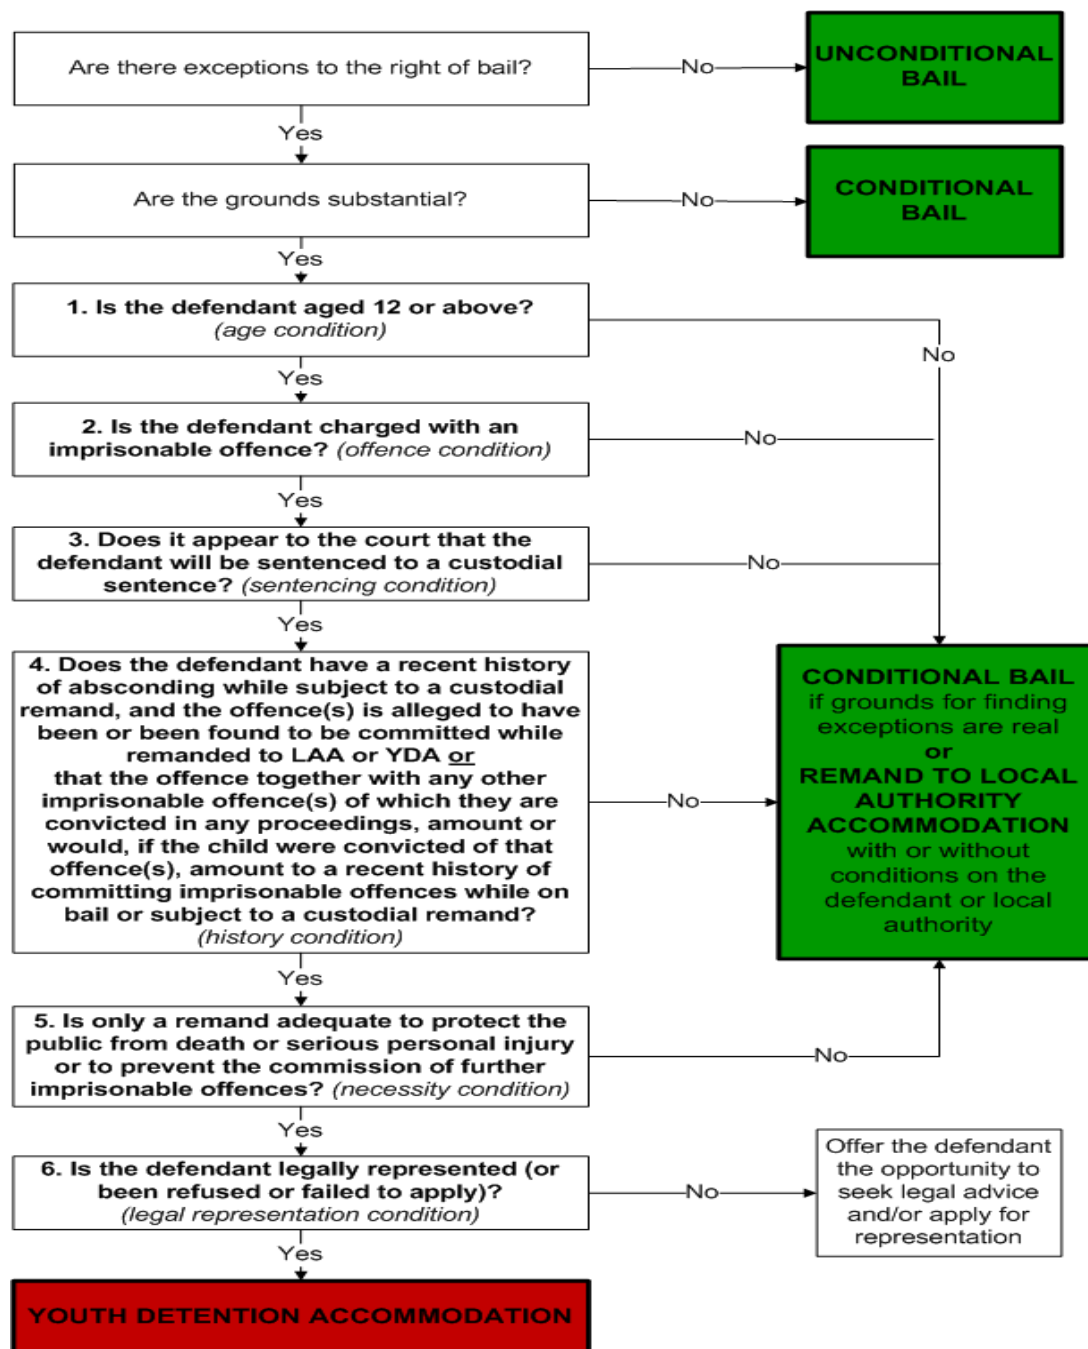 Are there exceptions to the right of bail?
No
UNCONDITIONAL
BAIL
Yes
Are the grounds substantial?
No
CONDITIONAL
BAIL
Yes
1. Is the defendant aged 12 or above?
(age condition)
No
Yes
2. Is the defendant charged with an
imprisonable offence? (offence condition)
No
Yes
3. Does it appear to the court that the
defendant will be sentenced to a custodial
sentence? (sentencing condition)
No
Yes
4. Does the defendant have a recent history
of absconding while subject to a custodial
remand, and the offence(s) is alleged to have
been or been found to be committed while
remanded to LAA or YDA or
that the offence together with any other
imprisonable offence(s) of which they are
convicted in any proceedings, amount or
would, if the child were convicted of that
offence(s), amount to a recent history of
committing imprisonable offences while on
bail or subject to a custodial remand?
(history condition)
No
CONDITIONAL BAIL
if grounds for finding
exceptions are real
or
REMAND TO LOCAL
AUTHORITY
ACCOMMODATION
with or without
conditions on the
defendant or local
authority
Yes
5. Is only a remand adequate to protect the
public from death or serious personal injury
or to prevent the commission of further
imprisonable offences? (necessity condition)
No
Yes
6. Is the defendant legally represented (or
been refused or failed to apply)?
(legal representation condition)
No
Offer the defendant
the opportunity to
seek legal advice
and/or apply for
representation
Yes
YOUTH DETENTION ACCOMMODATION